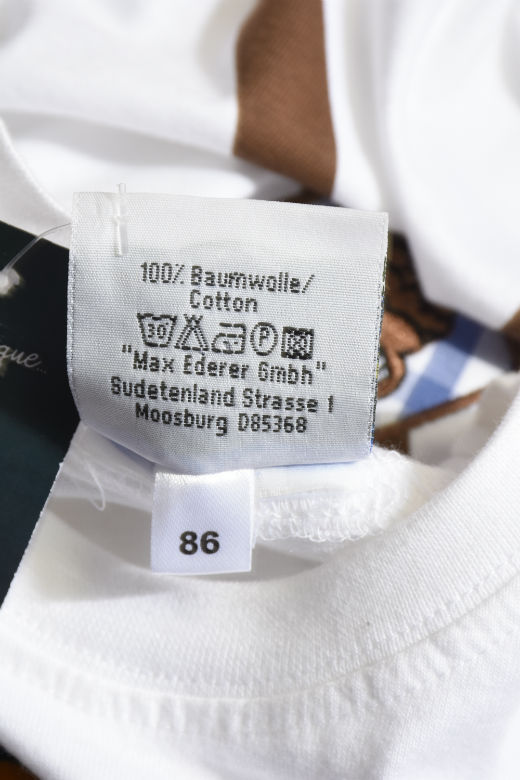 100% Baumwolle/
Cotton
30 P
"Max Ederer Gmbh"
Sudetenland Strasse 1
Moosburg D85368
86